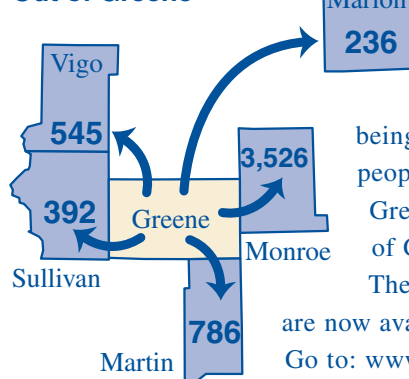 Out of Greene
Marion
236
Vigo
545
3,526
392
Greene
Monroe
Sullivan
786
Martin
being
peop
Gre
of
The
are now ava
Go to: www